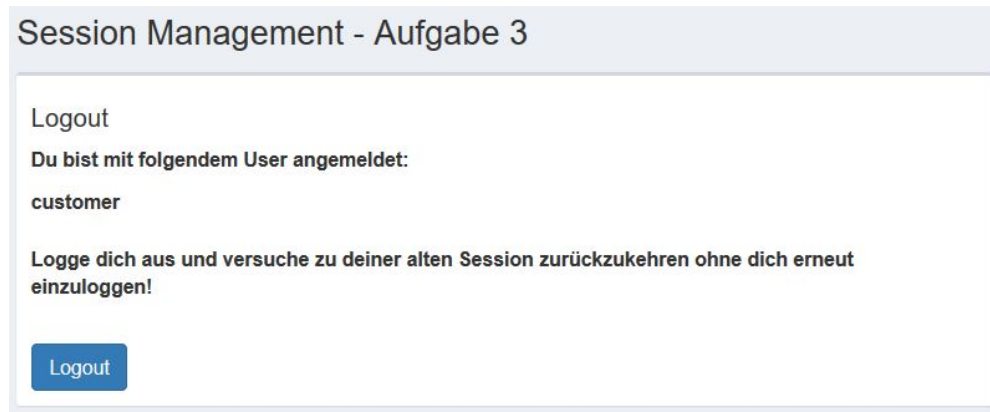 Session Management - Aufgabe 3
Logout
Du bist mit folgendem User angemeldet:
customer
Logge dich aus und versuche zu deiner alten Session zurückzukehren ohne dich erneut
einzuloggen!
Logout